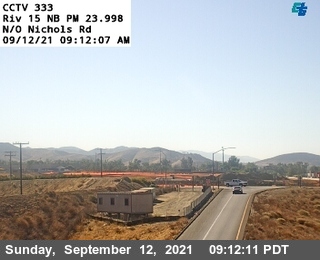 CCTV 333
Riv 15 NB PM 23.998
N/O Nichols Rd
09/12/21 09:12:07 AM
Sunday, September 12, 2021 09:12:11 PDT